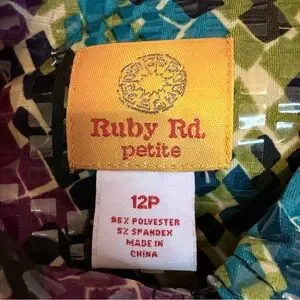 Ruby Rd.
petite
12P
95% POLYESTER
5% SPANDEX
MADE IN
CHINA